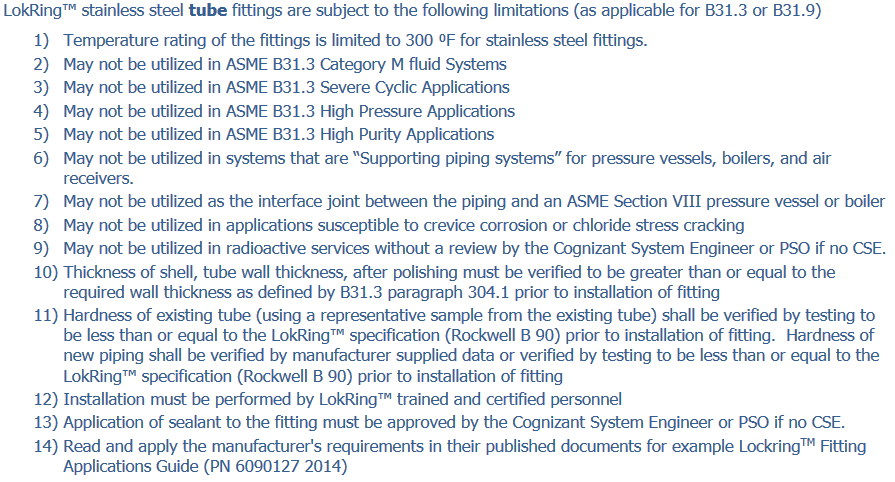 LokRing™ stainless steel tube fittings are subject to the following limitations (as applicable for B31.3 or B31.9)
1) Temperature rating of the fittings is limited to 300 ºF for stainless steel fittings.
2) May not be utilized in ASME B31.3 Category M fluid Systems
3) May not be utilized in ASME B31.3 Severe Cyclic Applications
4) May not be utilized in ASME B31.3 High Pressure Applications
5) May not be utilized in ASME B31.3 High Purity Applications
6) May not be utilized in systems that are “Supporting piping systems” for pressure vessels, boilers, and air
receivers.
7) May not be utilized as the interface joint between the piping and an ASME Section VIII pressure vessel or boiler
8) May not be utilized in applications susceptible to crevice corrosion or chloride stress cracking
9) May not be utilized in radioactive services without a review by the Cognizant System Engineer or PSO if no CSE.
10) Thickness of shell, tube wall thickness, after polishing must be verified to be greater than or equal to the
required wall thickness as defined by B31.3 paragraph 304.1 prior to installation of fitting
11) Hardness of existing tube (using a representative sample from the existing tube) shall be verified by testing to
be less than or equal to the LokRing™ specification (Rockwell B 90) prior to installation of fitting.  Hardness of
new piping shall be verified by manufacturer supplied data or verified by testing to be less than or equal to the
LokRing™ specification (Rockwell B 90) prior to installation of fitting
12) Installation must be performed by LokRing™ trained and certified personnel
13) Application of sealant to the fitting must be approved by the Cognizant System Engineer or PSO if no CSE.
14) Read and apply the manufacturer's requirements in their published documents for example Lockring™ Fitting
Applications Guide (PN 6090127 2014)